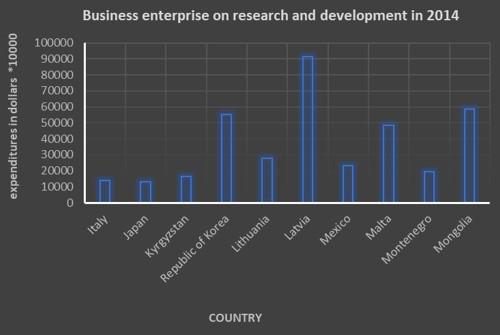 Business enterprise on research and development in 2014
expenditures in dollars *10000
100000
90000
80000
70000
60000
50000
40000
30000
20000
10000
0
Italy
Japan
Kyrgyzstan
Republic of Korea
Lithuania
Latvia
Mexico
Malta
Montenegro
Mongolia
COUNTRY